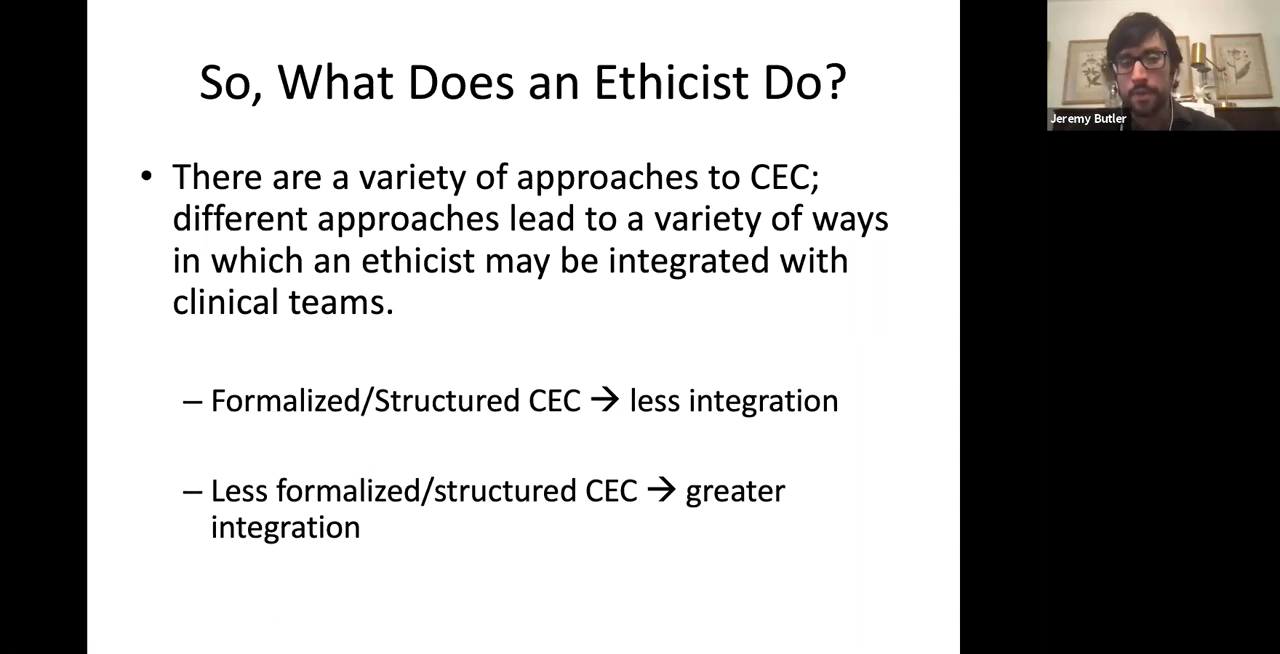 So, What Does an Ethicist Do?
• There are a variety of approaches to CEC;
different approaches lead to a variety of ways
in which an ethicist may be integrated with
clinical teams.
– Formalized/Structured CEC → less integration
– Less formalized/structured CEC → greater
integration
Jeremy Butler